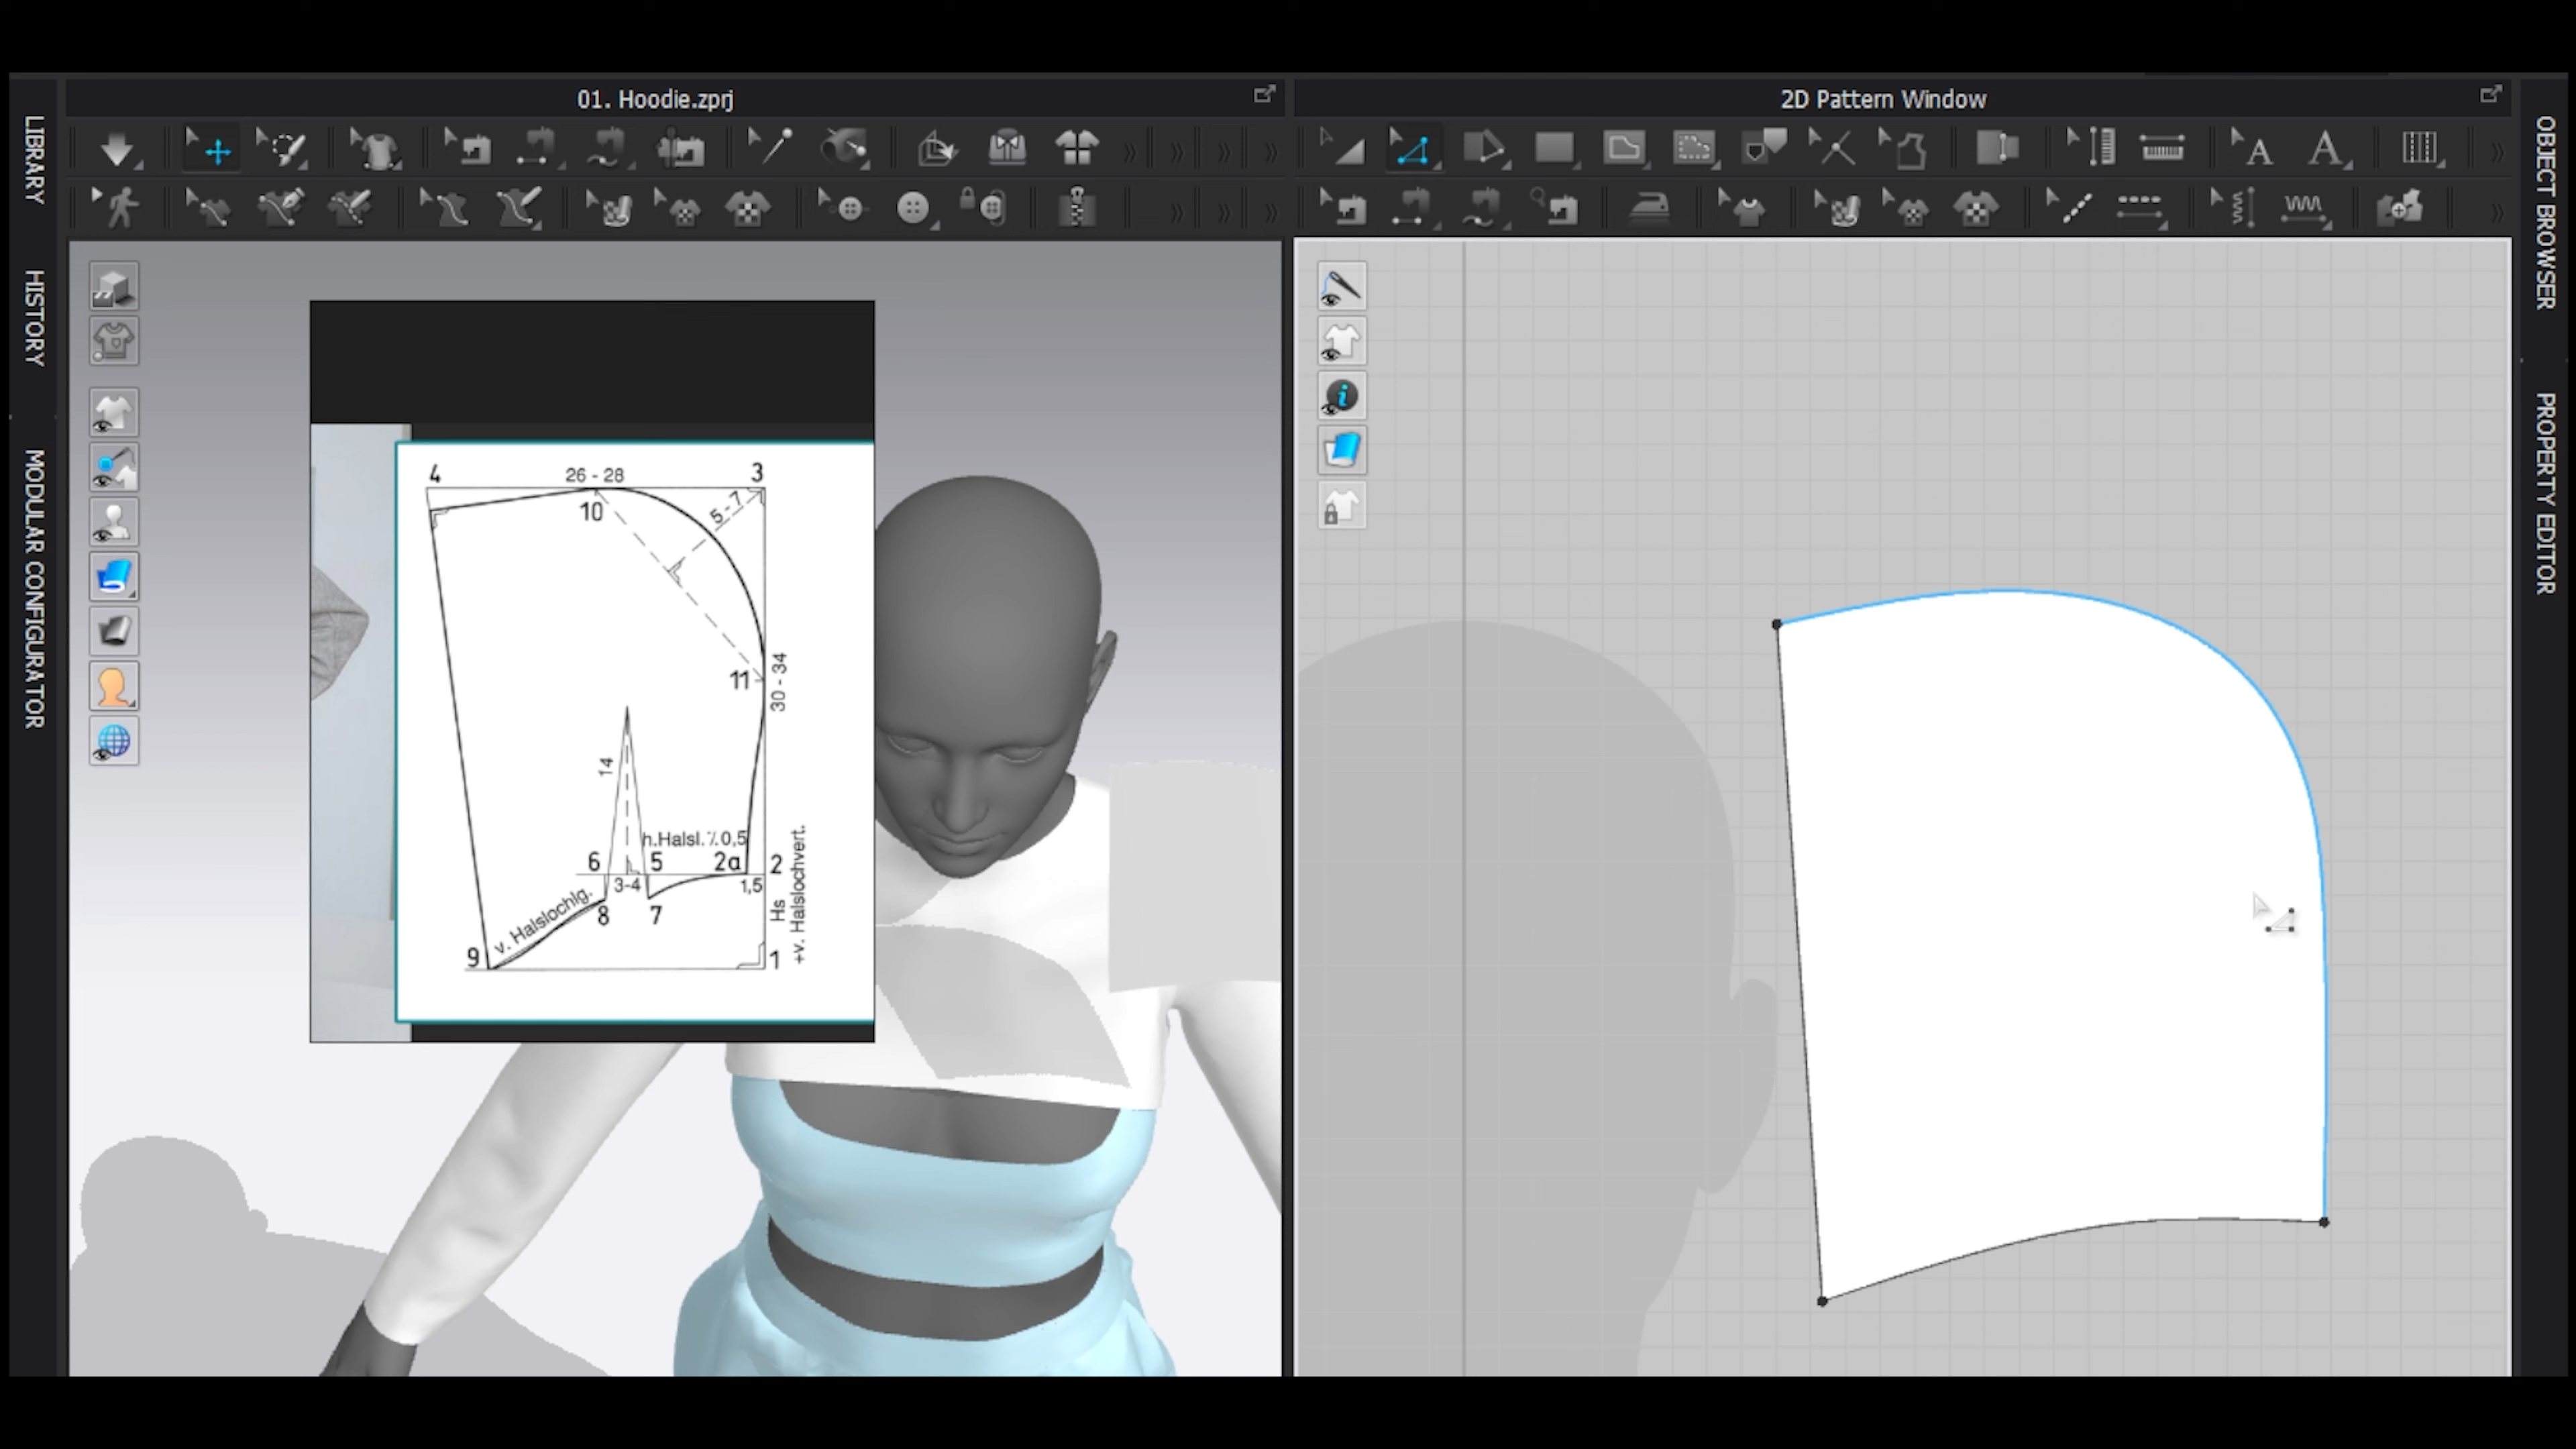 01. Hoodie.zprj
2D Pattern Window
LIBRARY
HISTORY
MODULAR CONFIGURATOR
OBJECT BROWSER
PROPERTY EDITOR
A
A
i
4
26 - 28
3
10
5 - 7
11
30 - 34
14
h.Halsl. ⁒ 0,5
6
5
2a
2
3-4
1,5
v. Halslochlg.
8
7
Hs
+v. Halslochvert.
9
1